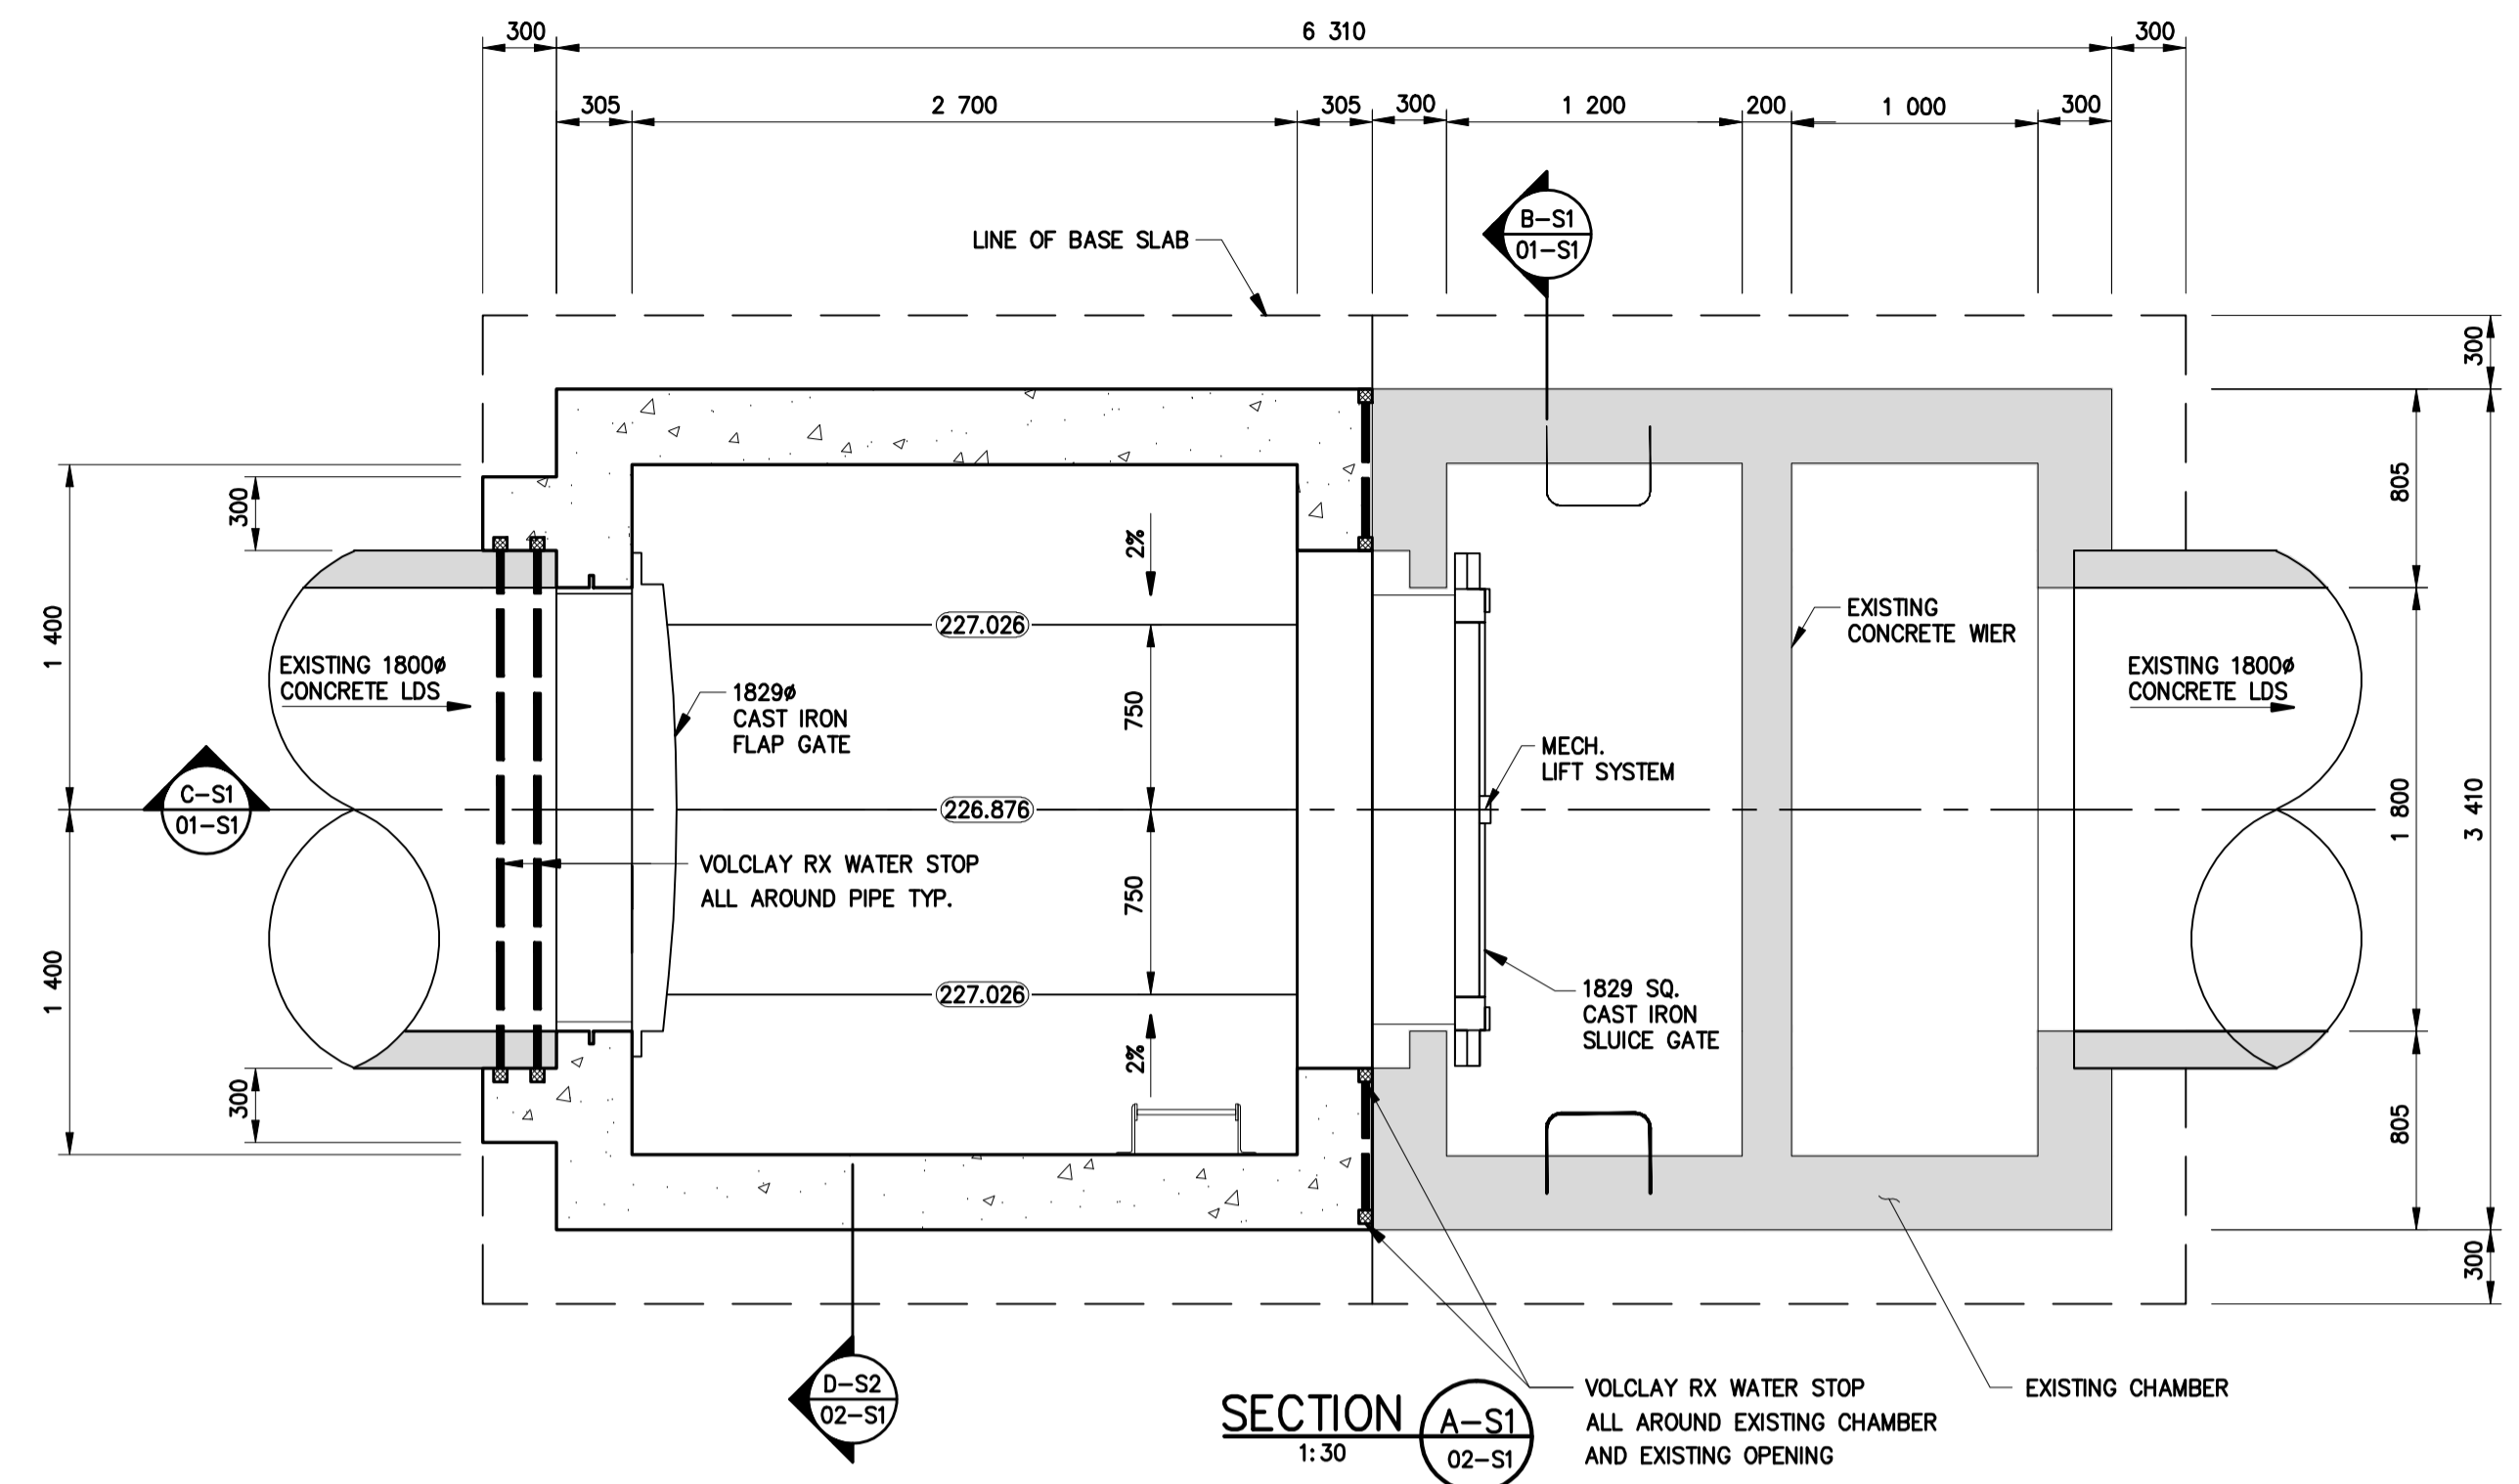 300
6 310
300
305
2 700
305
300
1 200
200
1 000
300
LINE OF BASE SLAB
B-S1
01-S1
300
805
300
2%
227.026
EXISTING
CONCRETE WIER
1 400
EXISTING 1800ø
CONCRETE LDS
EXISTING 1800ø
CONCRETE LDS
1829ø
CAST IRON
FLAP GATE
750
MECH.
LIFT SYSTEM
C-S1
01-S1
226.876
1 800
3 410
VOLCLAY RX WATER STOP
ALL AROUND PIPE TYP.
750
1 400
227.026
1829 SQ.
CAST IRON
SLUICE GATE
2%
300
805
300
D-S2
02-S1
SECTION
1:30
A-S1
02-S1
VOLCLAY RX WATER STOP
ALL AROUND EXISTING CHAMBER
AND EXISTING OPENING
EXISTING CHAMBER